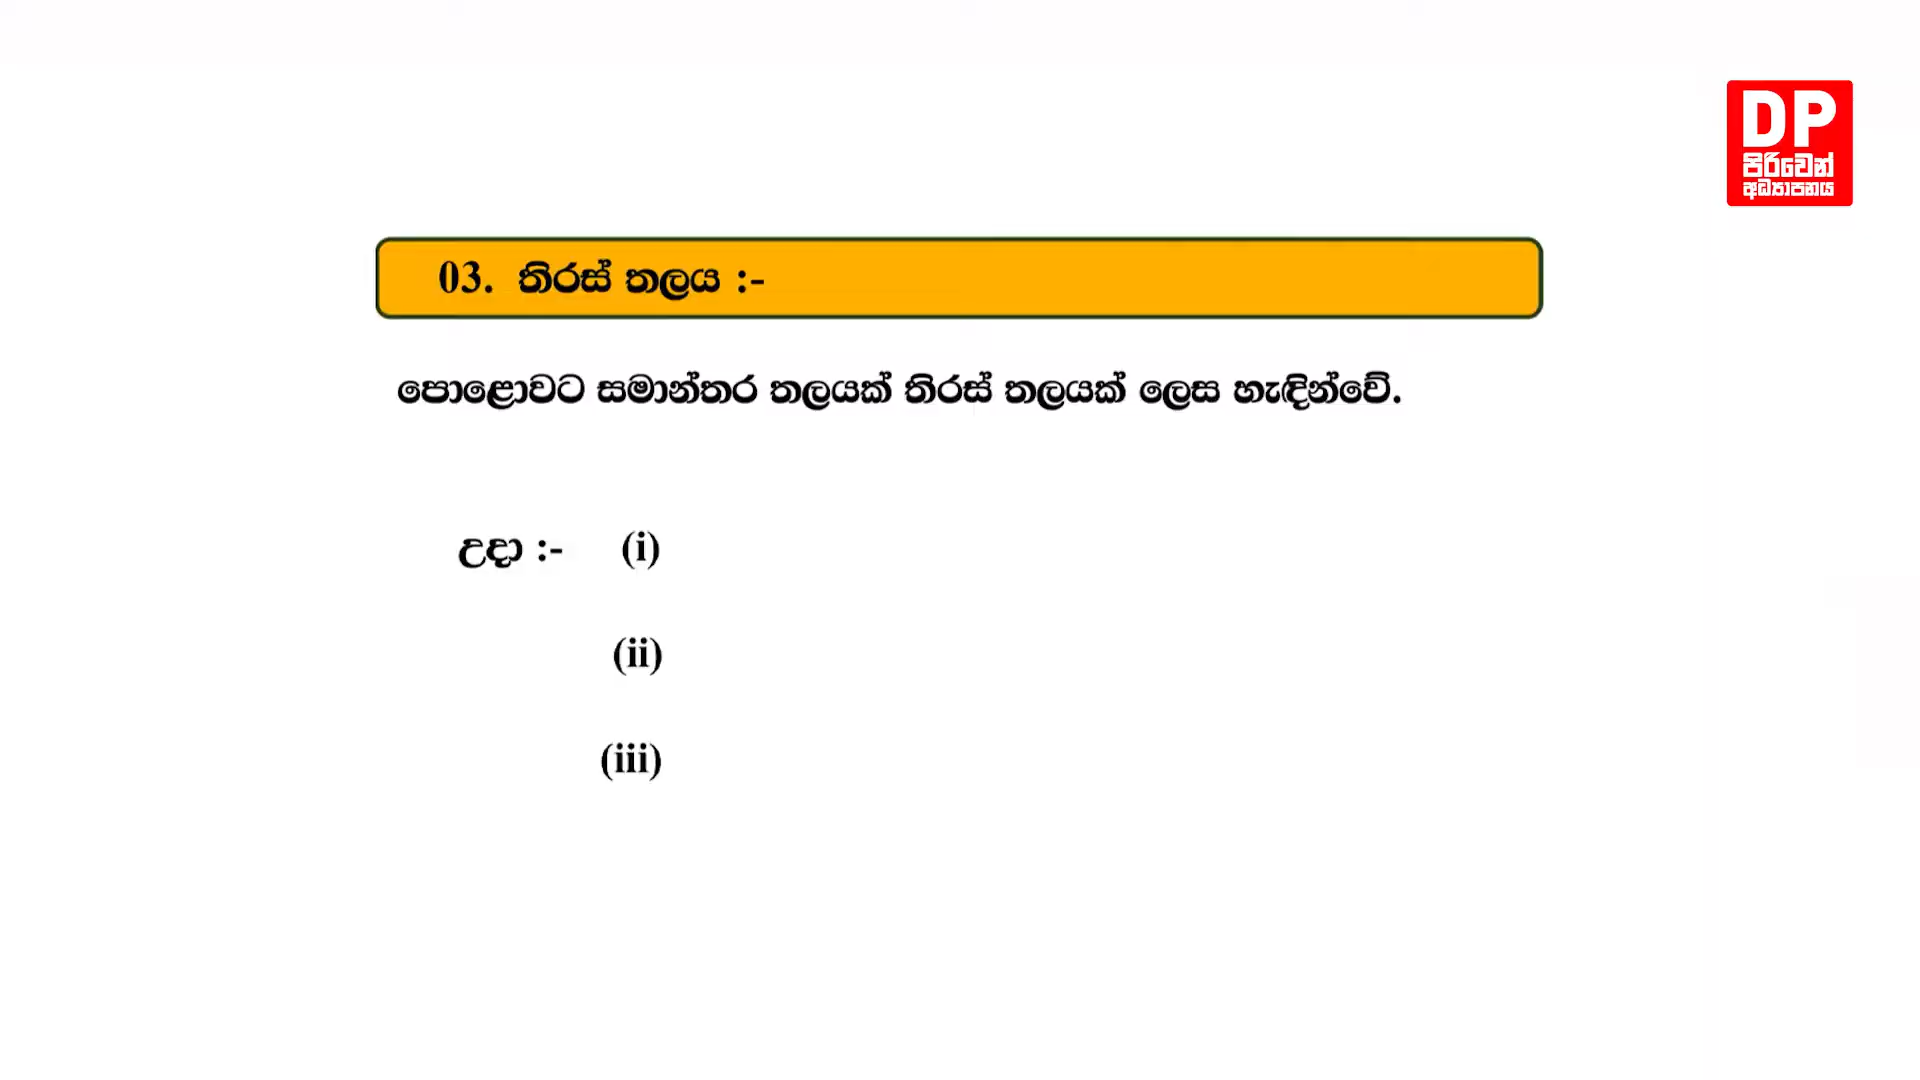 DP
පිරිවෙන්
අධ්‍යාපනය
03. තිරස් තලය :-
පොළොවට සමාන්තර තලයක් තිරස් තලයක් ලෙස හැඳින්වේ.
උදා :- (i)
(ii)
(iii)